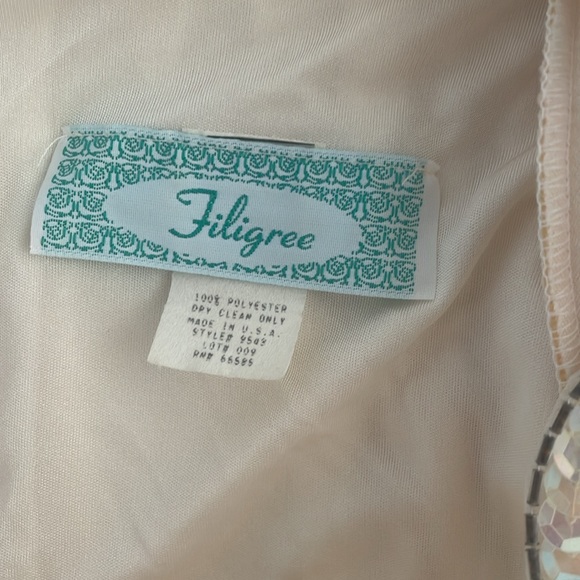 Filigree
100% POLYESTER
DRY CLEAN ONLY
MADE IN U.S.A.
STYLE# 9549
LOT# 009
RN# 66585